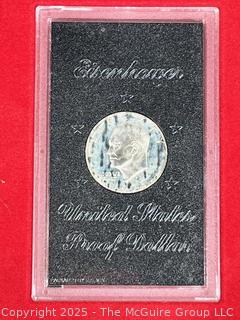 Eisenhower
United States
Proof Dollar
Copyright 2025 - The McGuire Group LLC